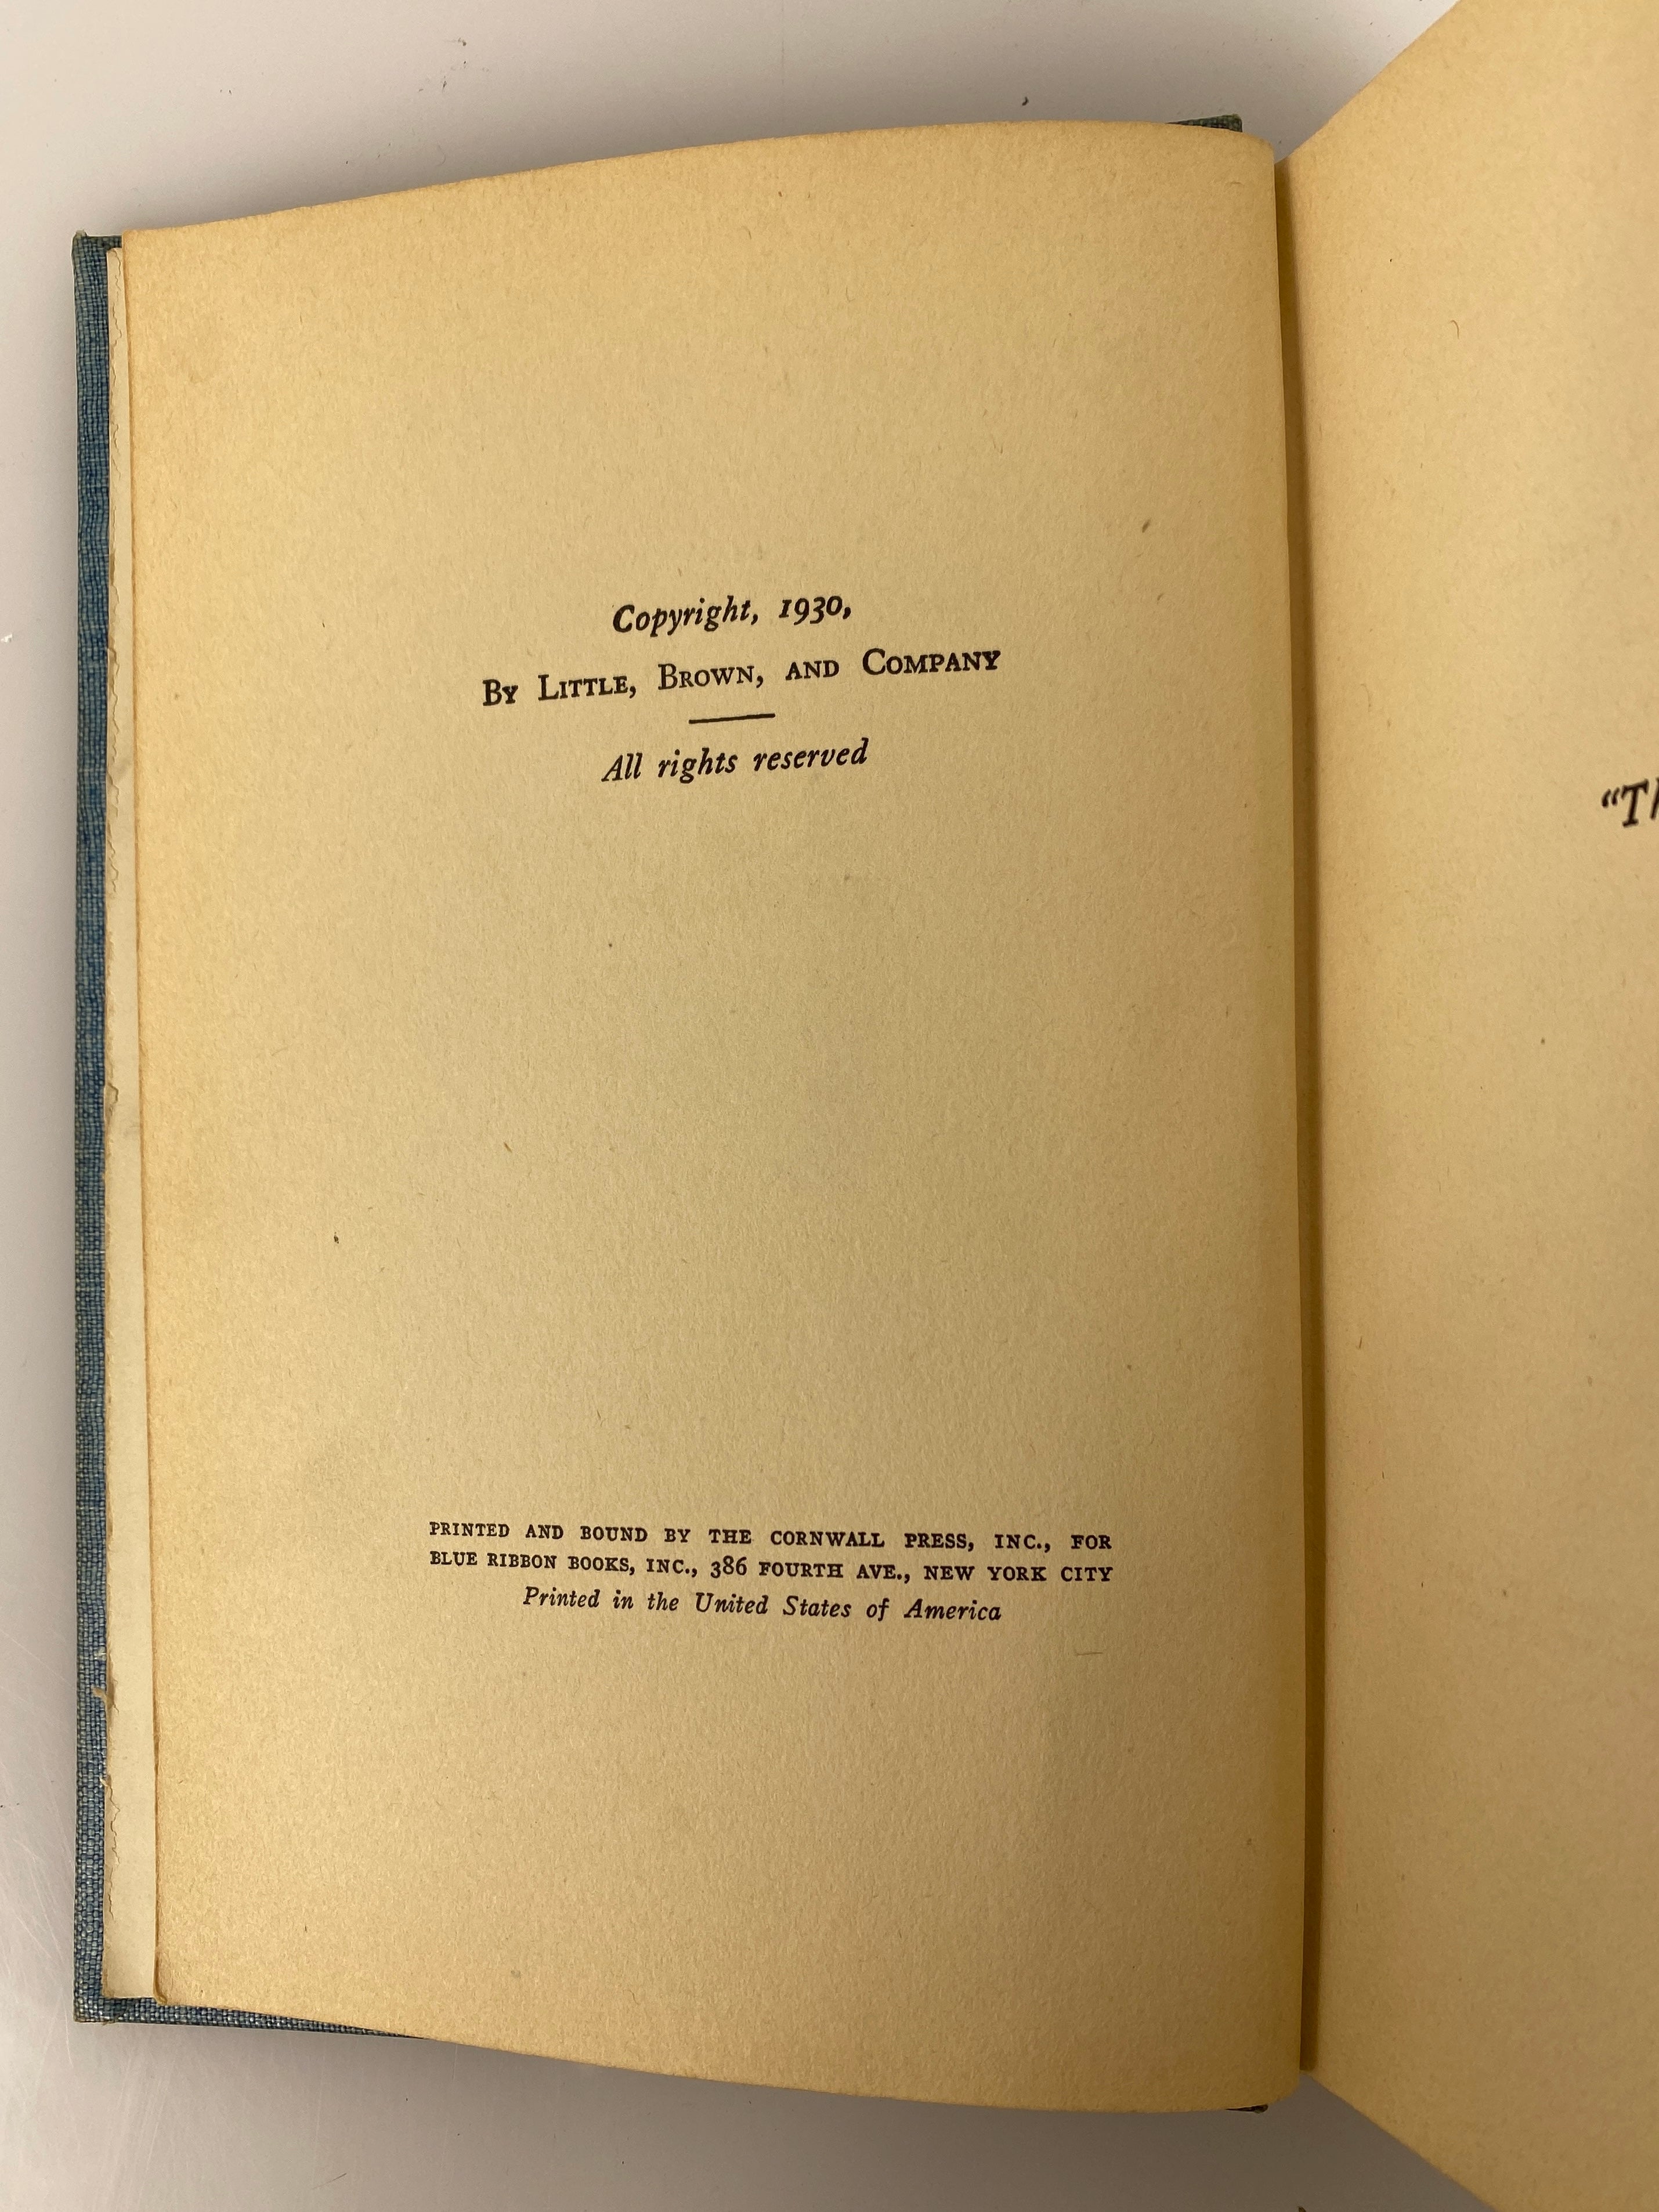 Copyright, 1930,
By Little, Brown, and Company
All rights reserved
PRINTED AND BOUND BY THE CORNWALL PRESS, INC., FOR
BLUE RIBBON BOOKS, INC., 386 FOURTH AVE., NEW YORK CITY
Printed in the United States of America